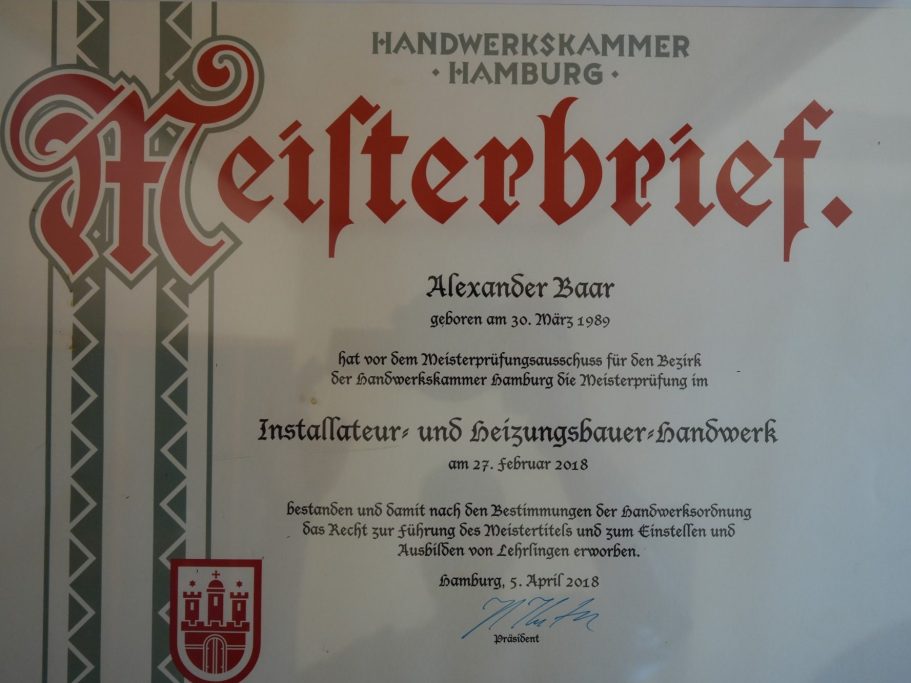 HANDWERKSKAMMER
· HAMBURG ·
Meisterbrief.
Alexander Baar
geboren am 30. März 1989
hat vor dem Meisterprüfungsausschuss für den Bezirk
der Handwerkskammer Hamburg die Meisterprüfung im
Installateur- und Heizungsbauer-Handwerk
am 27. Februar 2018
bestanden und damit nach den Bestimmungen der Handwerksordnung
das Recht zur Führung des Meistertitels und zum Einstellen und
Ausbilden von Lehrlingen erworben.
Hamburg, 5. April 2018
Präsident